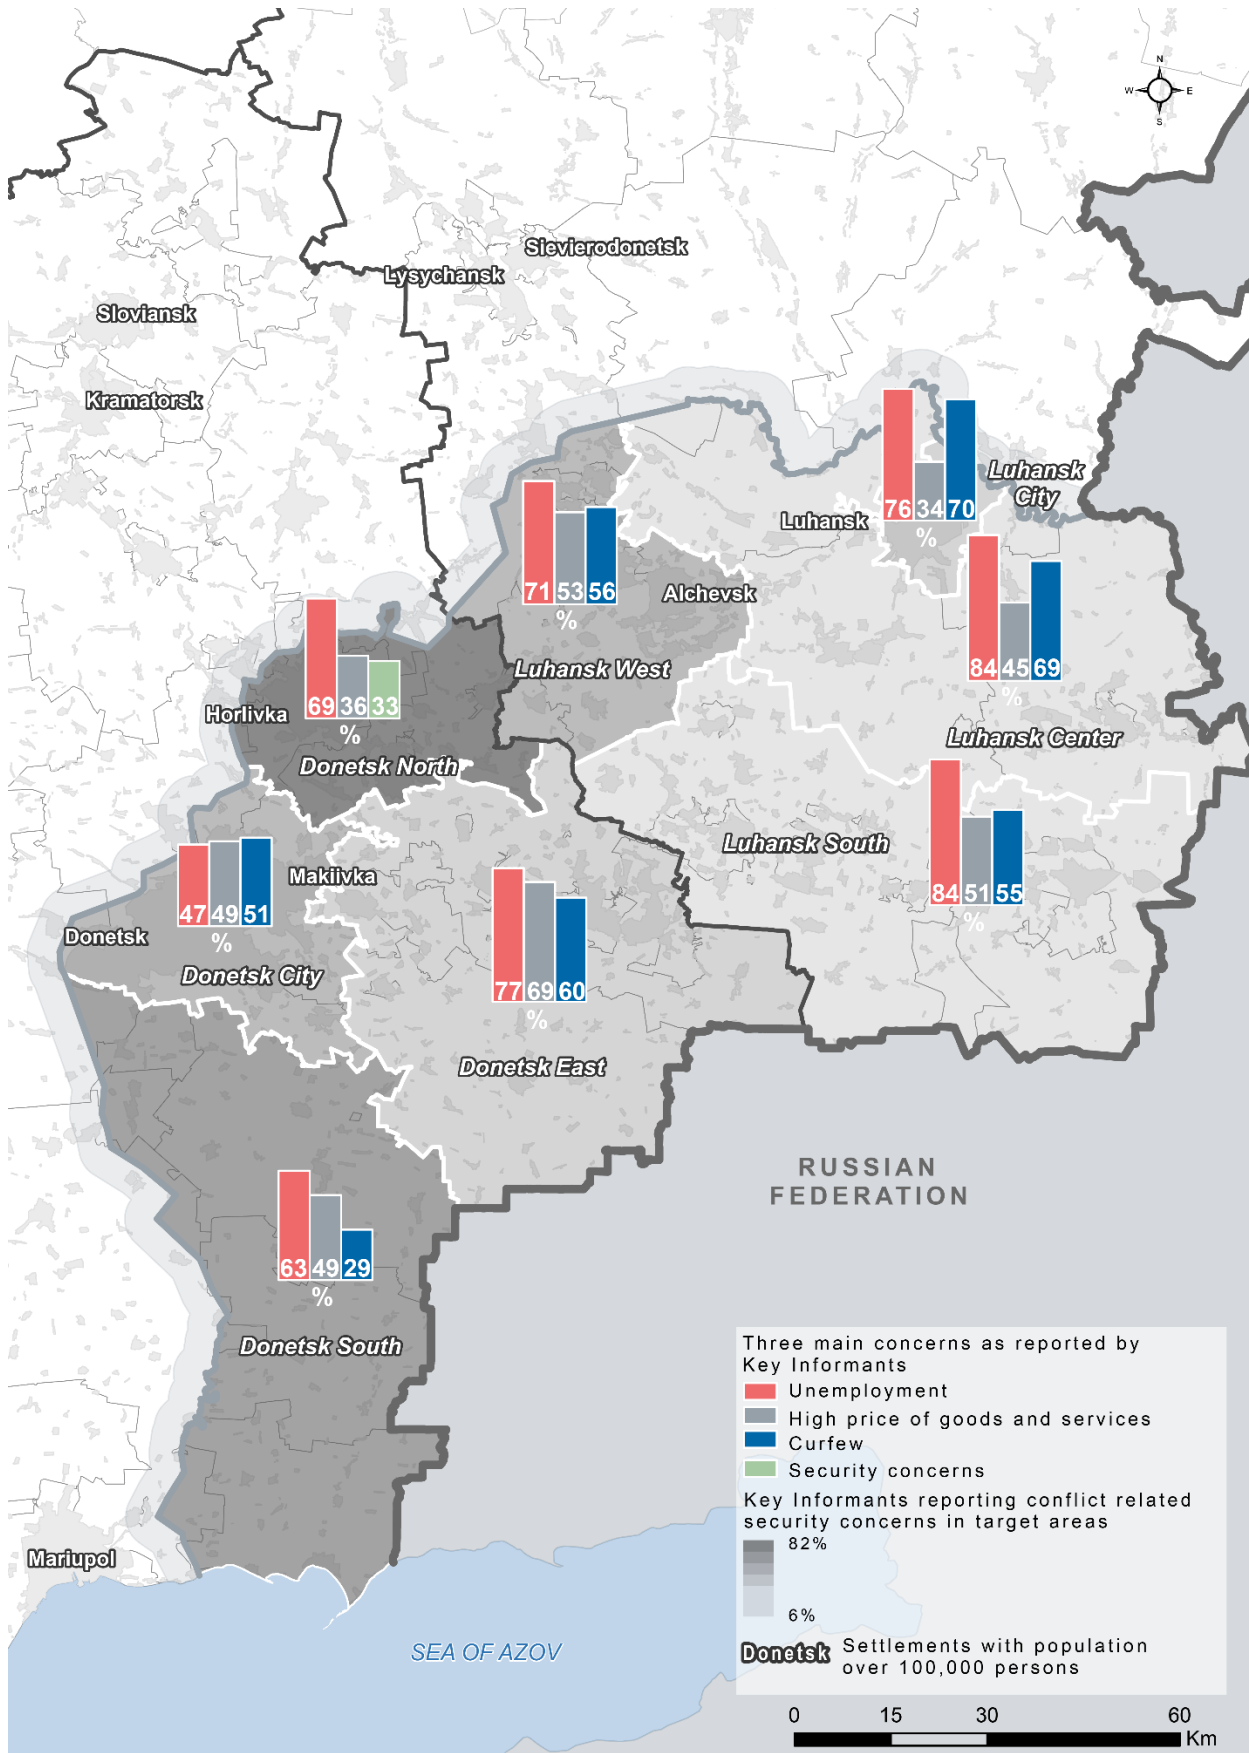 N
W
E
S
Sievierodonetsk
Lysychansk
Sloviansk
Kramatorsk
Luhansk
City
Luhansk
76 34 70
%
71 53 56
%
Alchevsk
84 45 69
%
Luhansk West
Horlivka
69 36 33
%
Donetsk North
Luhansk Center
Luhansk South
84 51 55
%
Makiivka
47 49 51
%
Donetsk
Donetsk City
77 69 60
%
Donetsk East
RUSSIAN
FEDERATION
63 49 29
%
Donetsk South
Three main concerns as reported by
Key Informants
Unemployment
High price of goods and services
Curfew
Security concerns
Key Informants reporting conflict related
security concerns in target areas
82%
6%
Donetsk
Settlements with population
over 100,000 persons
Mariupol
SEA OF AZOV
0 15 30 60
Km